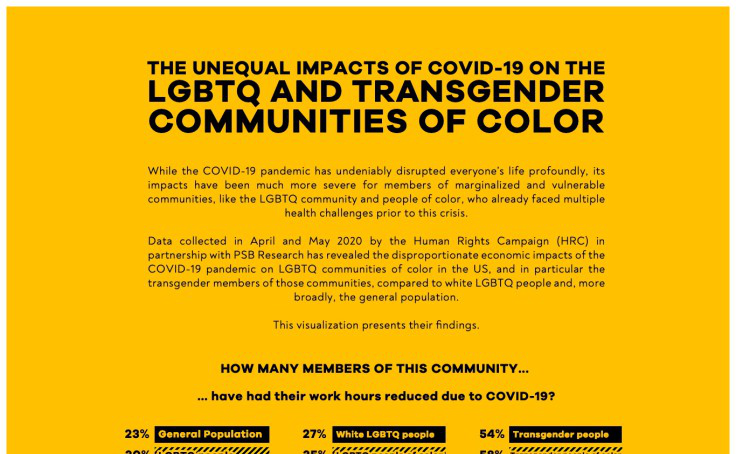 THE UNEQUAL IMPACTS OF COVID-19 ON THE
LGBTQ AND TRANSGENDER
COMMUNITIES OF COLOR
While the COVID-19 pandemic has undeniably disrupted everyone's life profoundly, its
impacts have been much more severe for members of marginalized and vulnerable
communities, like the LGBTQ community and people of color, who already faced multiple
health challenges prior to this crisis.
Data collected in April and May 2020 by the Human Rights Campaign (HRC) in
partnership with PSB Research has revealed the disproportionate economic impacts of the
COVID-19 pandemic on LGBTQ communities of color in the US, and in particular the
transgender members of those communities, compared to white LGBTQ people and, more
broadly, the general population.
This visualization presents their findings.
HOW MANY MEMBERS OF THIS COMMUNITY...
... have had their work hours reduced due to COVID-19?
23% General Population 27% White LGBTQ people 54% Transgender people